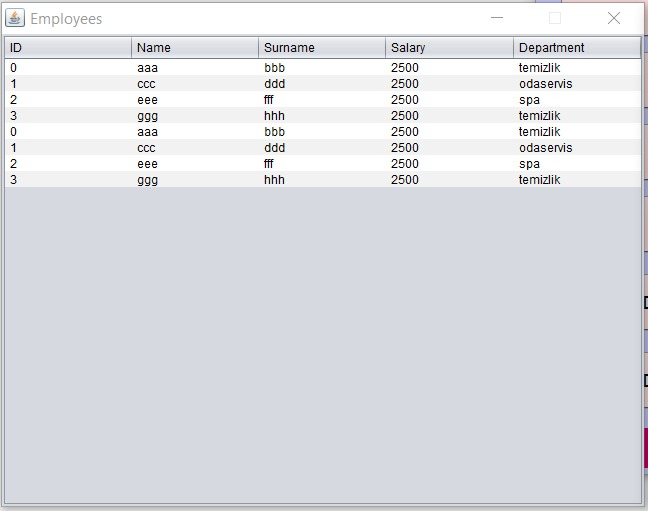 Employees
ID Name Surname Salary Department
0 aaa bbb 2500 temizlik
1 ccc ddd 2500 odaservis
2 eee fff 2500 spa
3 ggg hhh 2500 temizlik
0 aaa bbb 2500 temizlik
1 ccc ddd 2500 odaservis
2 eee fff 2500 spa
3 ggg hhh 2500 temizlik